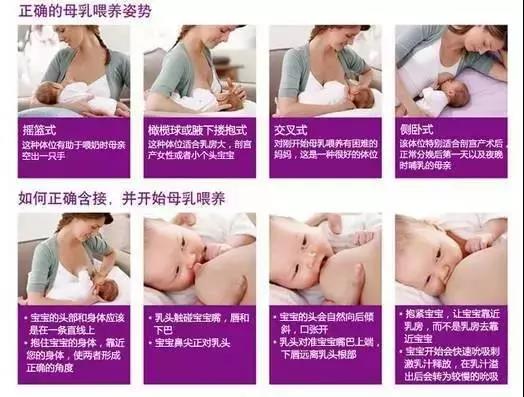 正确的母乳喂养姿势
摇篮式
这种体位有助于喂奶时母亲
空出一只手
橄榄球或腋下搂抱式
这种体位适合乳房大，剖宫
产女性或者小个头宝宝
交叉式
对刚开始母乳喂养有困难的
妈妈，这是一种很好的体位
侧卧式
该体位特别适合剖宫产术后，
正常分娩后第一天以及夜晚
时哺乳的母亲
如何正确含接，并开始母乳喂养
• 宝宝的头部和身体应该
是在一条直线上
• 抱住宝宝的身体，靠近
您的身体，使两者形成
正确的角度
• 乳头触碰宝宝嘴，唇和
下巴
• 宝宝鼻尖正对乳头
• 宝宝的头会自然向后倾
斜，口张开
• 乳头对准宝宝嘴巴上端，
下唇远离乳头根部
• 抱紧宝宝，让宝宝靠近
乳房，而不是乳房去靠
近宝宝
• 宝宝开始会快速吮吸刺
激乳汁释放，在乳汁溢
出后会转为较慢的吮吸